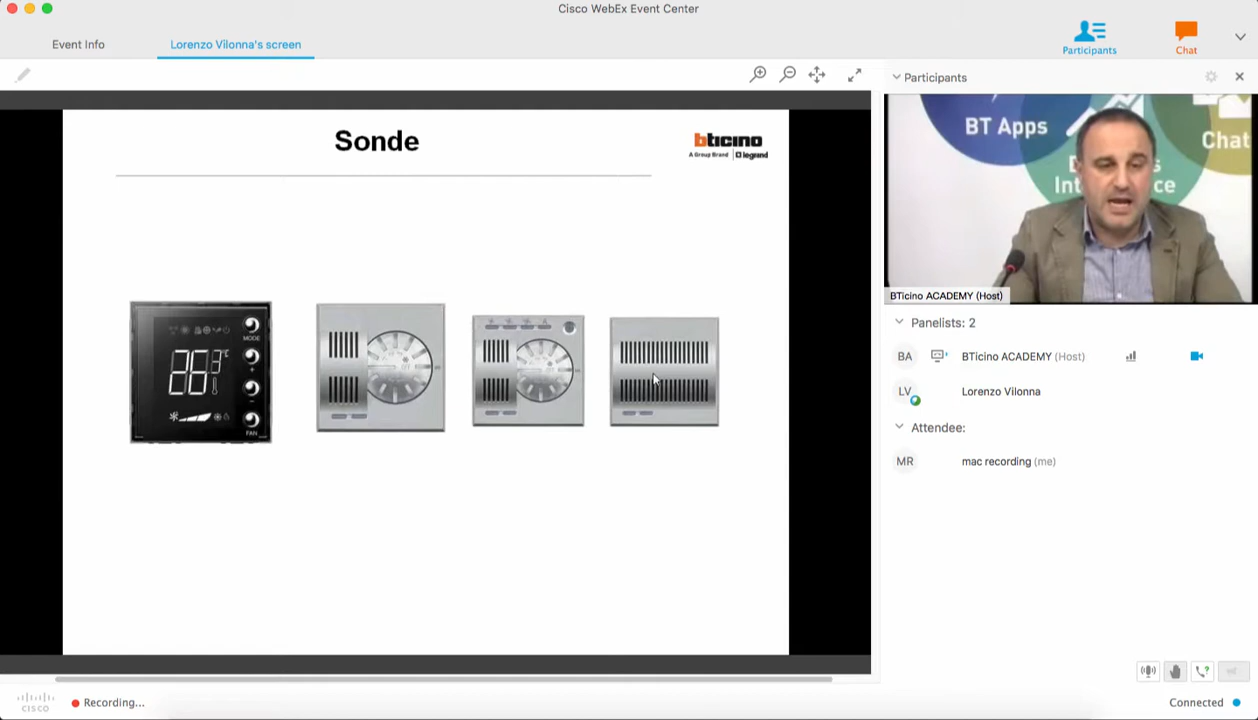 Cisco WebEx Event Center
Event Info
Lorenzo Vilonna's screen
Participants
Chat
Participants
Sonde
bticino
A Group Brand
legrand
MODE
FAN
BT Apps
Chat
BTicino ACADEMY (Host)
Panelists: 2
BA
BTicino ACADEMY (Host)
LV
Lorenzo Vilonna
Attendee:
MR
mac recording (me)
CISCO
Recording...
Connected